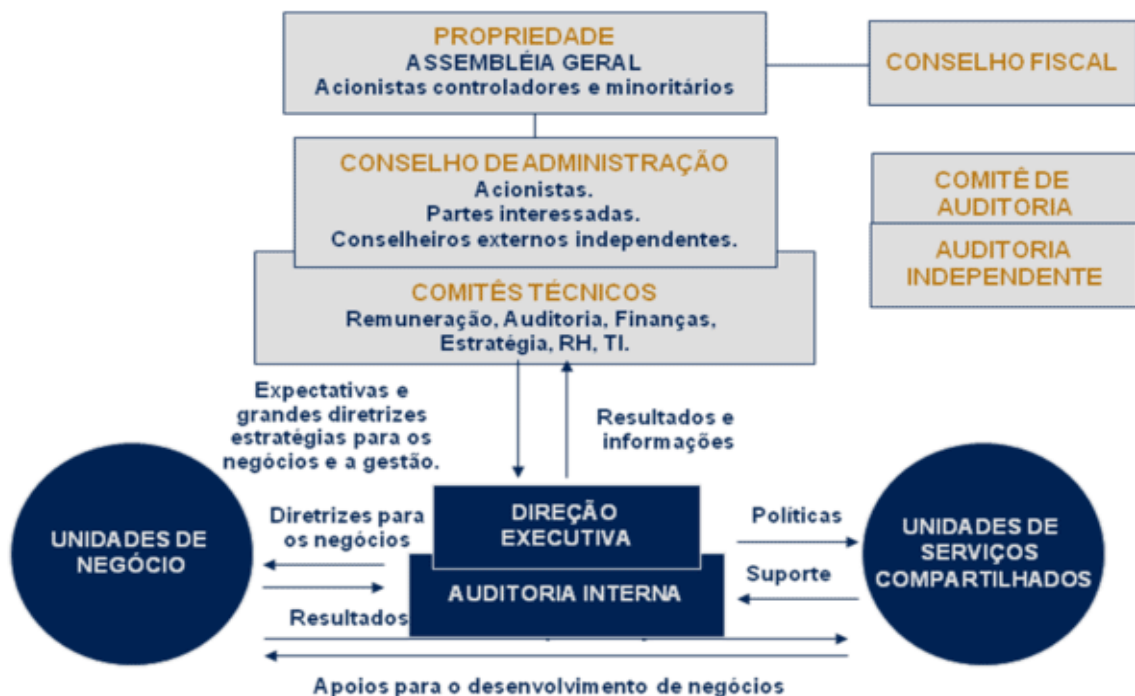 PROPRIEDADE
ASSEMBLÉIA GERAL
Acionistas controladores e minoritários
CONSELHO FISCAL
CONSELHO DE ADMINISTRAÇÃO
Acionistas.
Partes interessadas.
Conselheiros externos independentes.
COMITÊ DE
AUDITORIA
AUDITORIA
INDEPENDENTE
COMITÊS TÉCNICOS
Remuneração, Auditoria, Finanças,
Estratégia, RH, TI.
Expectativas e
grandes diretrizes
estratégias para os
negócios e a gestão.
Resultados e
informações
UNIDADES DE
NEGÓCIO
Diretrizes para
os negócios
DIREÇÃO
EXECUTIVA
AUDITORIA INTERNA
Políticas
Suporte
UNIDADES DE
SERVIÇOS
COMPARTILHADOS
Resultados
Apoios para o desenvolvimento de negócios